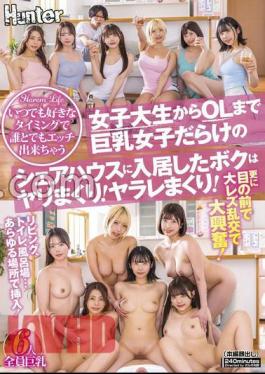 Hunter
Harem Life
いつでも好きな
タイミングで
誰とでもエッチ
出来ちゃう
女子大生からOLまで
巨乳女子だらけの
シェアハウスに入居したボクは
ヤリまくり!ヤラレまくり!
更に
目の前で
大レズ乱交で
大興奮!
リビング、
トイレ、風呂場…
あらゆる場所で挿入!
6人
全員巨乳
240minutes